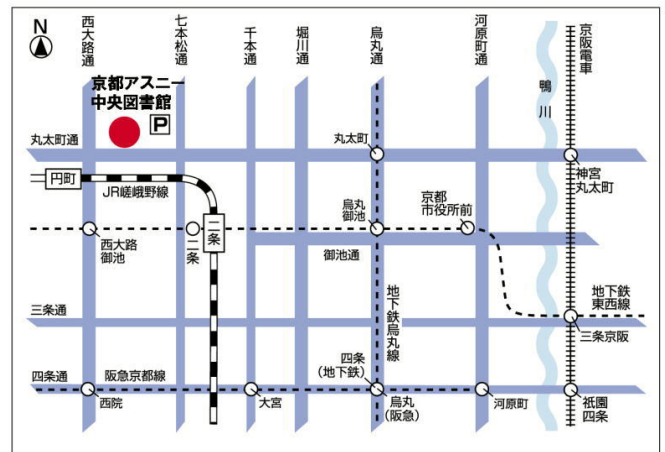 N
西大路通
七本松通
千本通
堀川通
烏丸通
河原町通
京阪電車
京都アスニー
中央図書館
P
鴨川
丸太町通
丸太町
神宮
丸太町
円町
JR嵯峨野線
二条
烏丸
御池
京都
市役所前
西大路
御池
二条
御池通
地下鉄
東西線
三条通
地下鉄烏丸線
三条京阪
四条通
阪急京都線
四条
(地下鉄)
西院
大宮
烏丸
(阪急)
河原町
祇園
四条